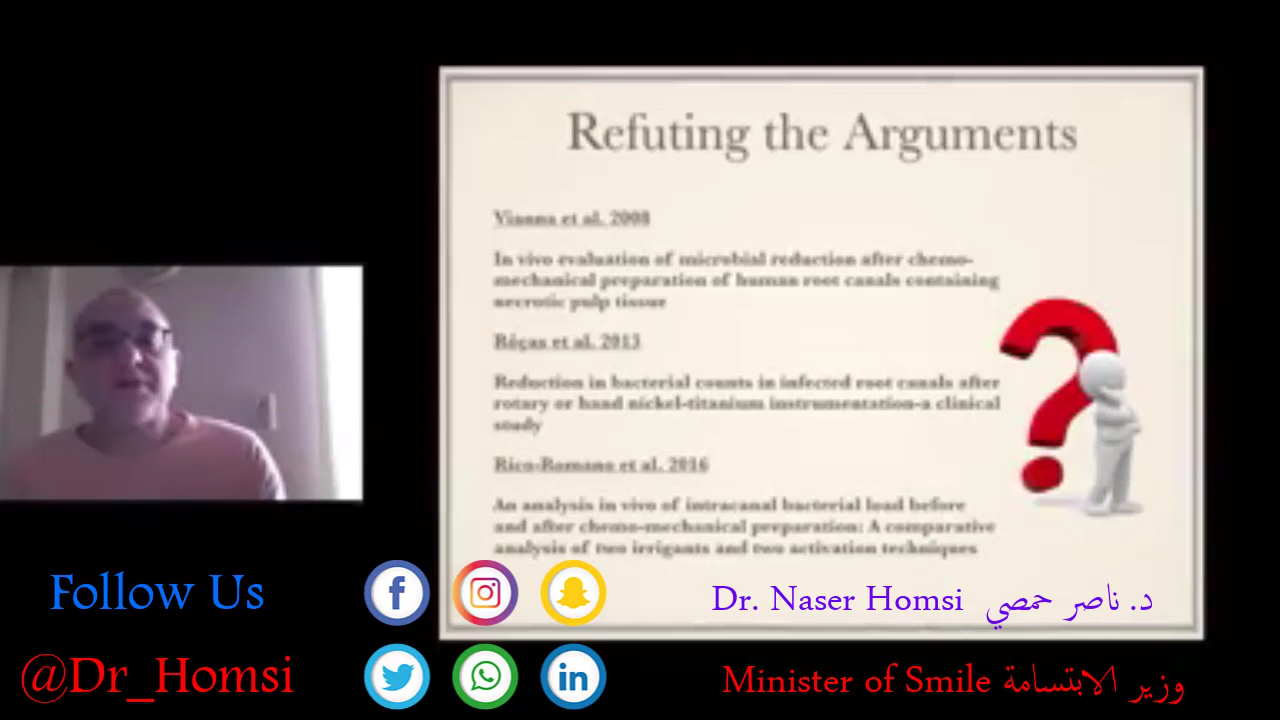 Refuting the Arguments
Vianna et al. 2008
In vivo evaluation of microbial reduction after chemo-
mechanical preparation of human root canals containing
necrotic pulp tissue
Rôças et al. 2013
Reduction in bacterial counts in infected root canals after
rotary or hand nickel-titanium instrumentation-a clinical
study
Rico-Romano et al. 2016
An analysis in vivo of intracanal bacterial load before
and after chemo-mechanical preparation: A comparative
analysis of two irrigants and two activation techniques
Follow Us
@Dr_Homsi
Dr. Naser Homsi د. ناصر حمصي
Minister of Smile وزير الابتسامة